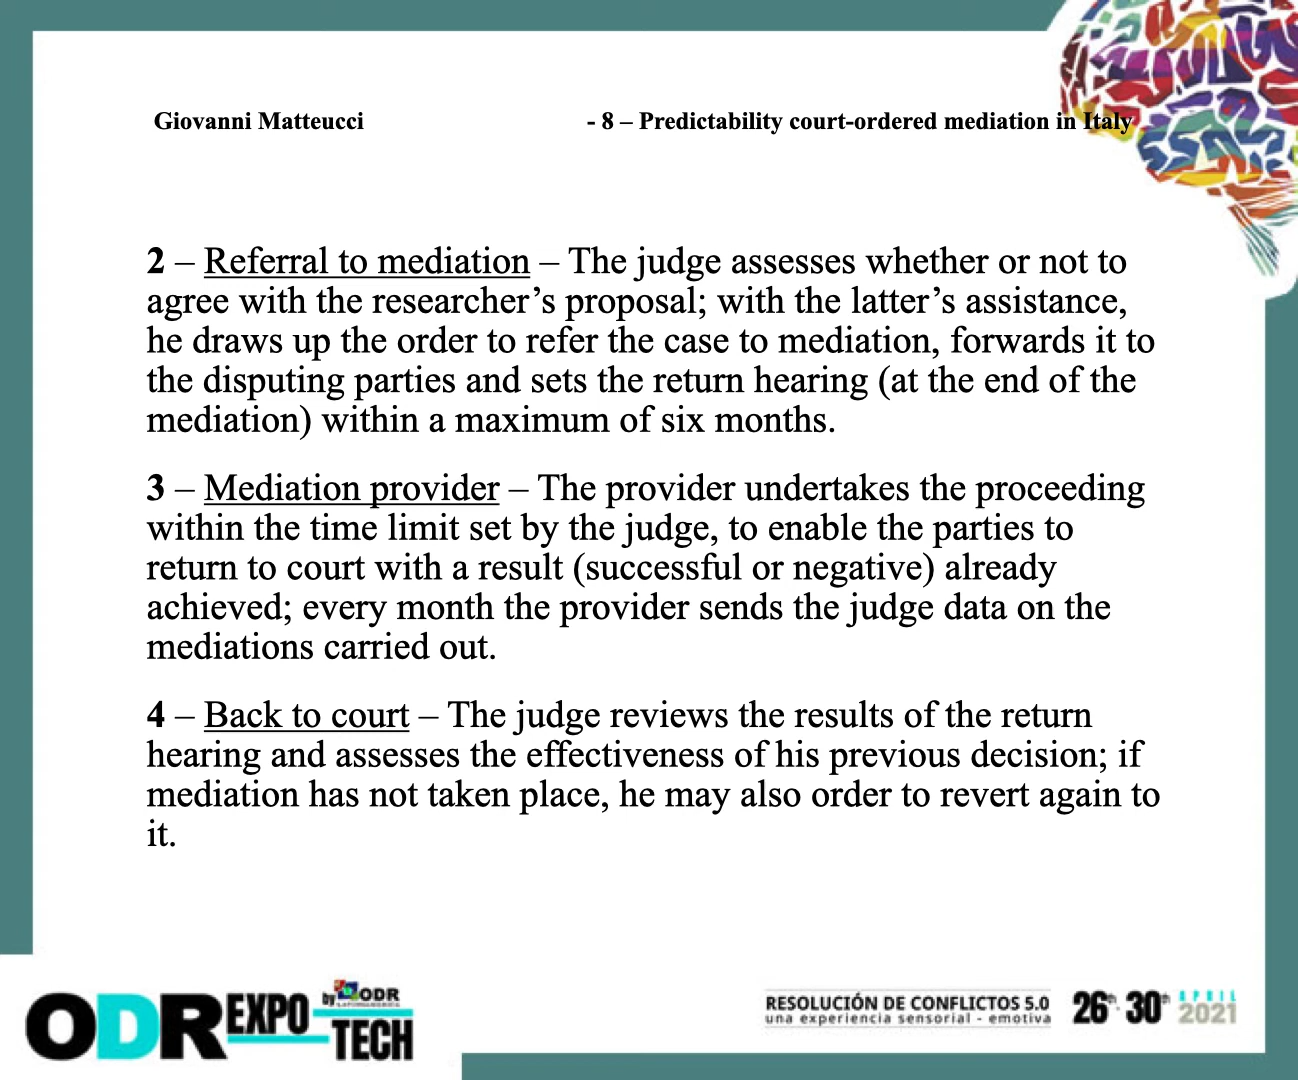 Giovanni Matteucci - 8 – Predictability court-ordered mediation in Italy
2 – Referral to mediation – The judge assesses whether or not to
agree with the researcher’s proposal; with the latter’s assistance,
he draws up the order to refer the case to mediation, forwards it to
the disputing parties and sets the return hearing (at the end of the
mediation) within a maximum of six months.
3 – Mediation provider – The provider undertakes the proceeding
within the time limit set by the judge, to enable the parties to
return to court with a result (successful or negative) already
achieved; every month the provider sends the judge data on the
mediations carried out.
4 – Back to court – The judge reviews the results of the return
hearing and assesses the effectiveness of his previous decision; if
mediation has not taken place, he may also order to revert again to
it.
ODR EXPO TECH by ODR
RESOLUCIÓN DE CONFLICTOS 5.0
una experiencia sensorial - emotiva
26th 30th APRIL 2021